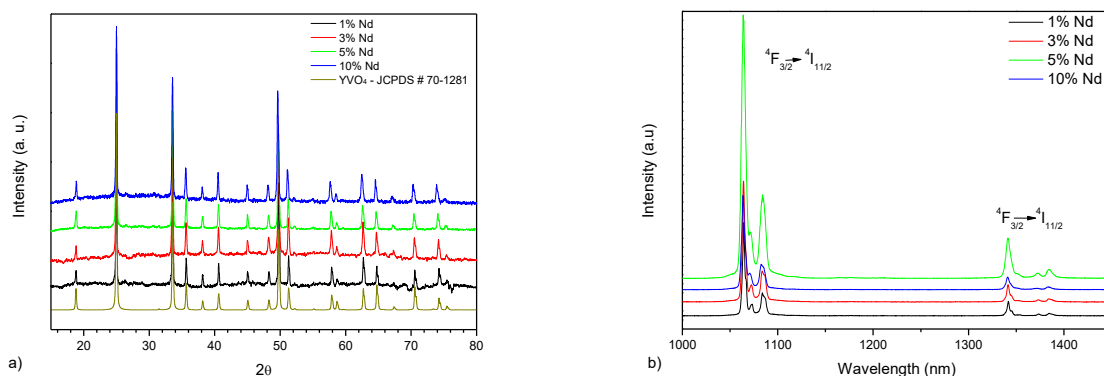 1% Nd
3% Nd
5% Nd
10% Nd
YVO₄ - JCPDS # 70-1281
Intensity (a. u.)
20 30 40 50 60 70 80
2θ
a)
1% Nd
3% Nd
5% Nd
10% Nd
⁴F₃/₂ → ⁴I₁₁/₂
⁴F₃/₂ → ⁴I₁₁/₂
Intensity (a.u)
1000 1100 1200 1300 1400
Wavelength (nm)
b)